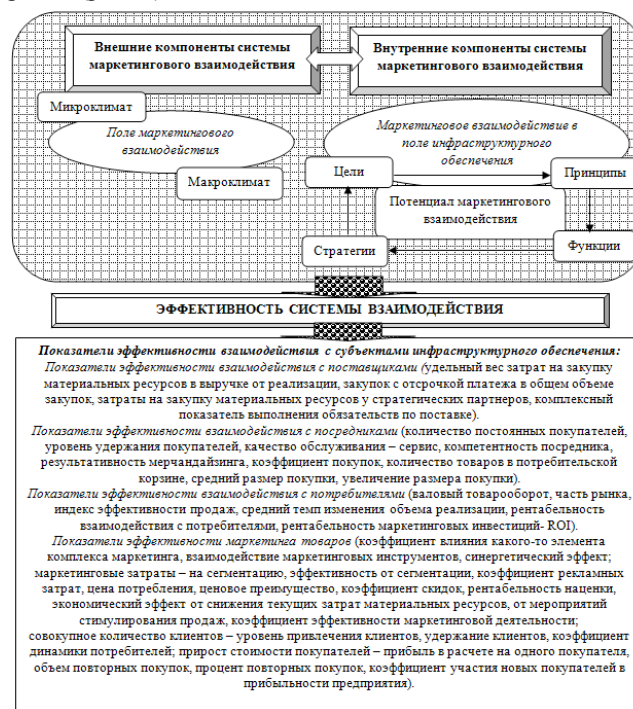 Внешние компоненты системы
маркетингового взаимодействия
Внутренние компоненты системы
маркетингового взаимодействия
Микроклимат
Поле маркетингового
взаимодействия
Макроклимат
Маркетинговое взаимодействие в
поле инфраструктурного
обеспечения
Цели
Принципы
Потенциал маркетингового
взаимодействия
Стратегии
Функции
ЭФФЕКТИВНОСТЬ СИСТЕМЫ ВЗАИМОДЕЙСТВИЯ
Показатели эффективности взаимодействия с субъектами инфраструктурного обеспечения:
Показатели эффективности взаимодействия с поставщиками (удельный вес затрат на закупку
материальных ресурсов в выручке от реализации, закупок с отсрочкой платежа в общем объеме
закупок, затраты на закупку материальных ресурсов у стратегических партнеров, комплексный
показатель выполнения обязательств по поставке).
Показатели эффективности взаимодействия с посредниками (количество постоянных покупателей,
уровень удержания покупателей, качество обслуживания – сервис, компетентность посредника,
результативность мерчандайзинга, коэффициент покупок, количество товаров в потребительской
корзине, средний размер покупки, увеличение размера покупки).
Показатели эффективности взаимодействия с потребителями (валовый товарооборот, часть рынка,
индекс эффективности продаж, средний темп изменения объема реализации, рентабельность
взаимодействия с потребителями, рентабельность маркетинговых инвестиций- ROI).
Показатели эффективности маркетинга товаров (коэффициент влияния какого-то элемента
комплекса маркетинга, взаимодействие маркетинговых инструментов, синергетический эффект;
маркетинговые затраты – на сегментацию, эффективность от сегментации, коэффициент рекламных
затрат, цена потребления, ценовое преимущество, коэффициент скидок, рентабельность наценки,
экономический эффект от снижения текущих затрат материальных ресурсов, от мероприятий
стимулирования продаж, коэффициент эффективности маркетинговой деятельности;
совокупное количество клиентов – уровень привлечения клиентов, удержание клиентов, коэффициент
динамики потребителей; прирост стоимости покупателей – прибыль в расчете на одного покупателя,
объем повторных покупок, процент повторных покупок, коэффициент участия новых покупателей в
прибыльности предприятия).